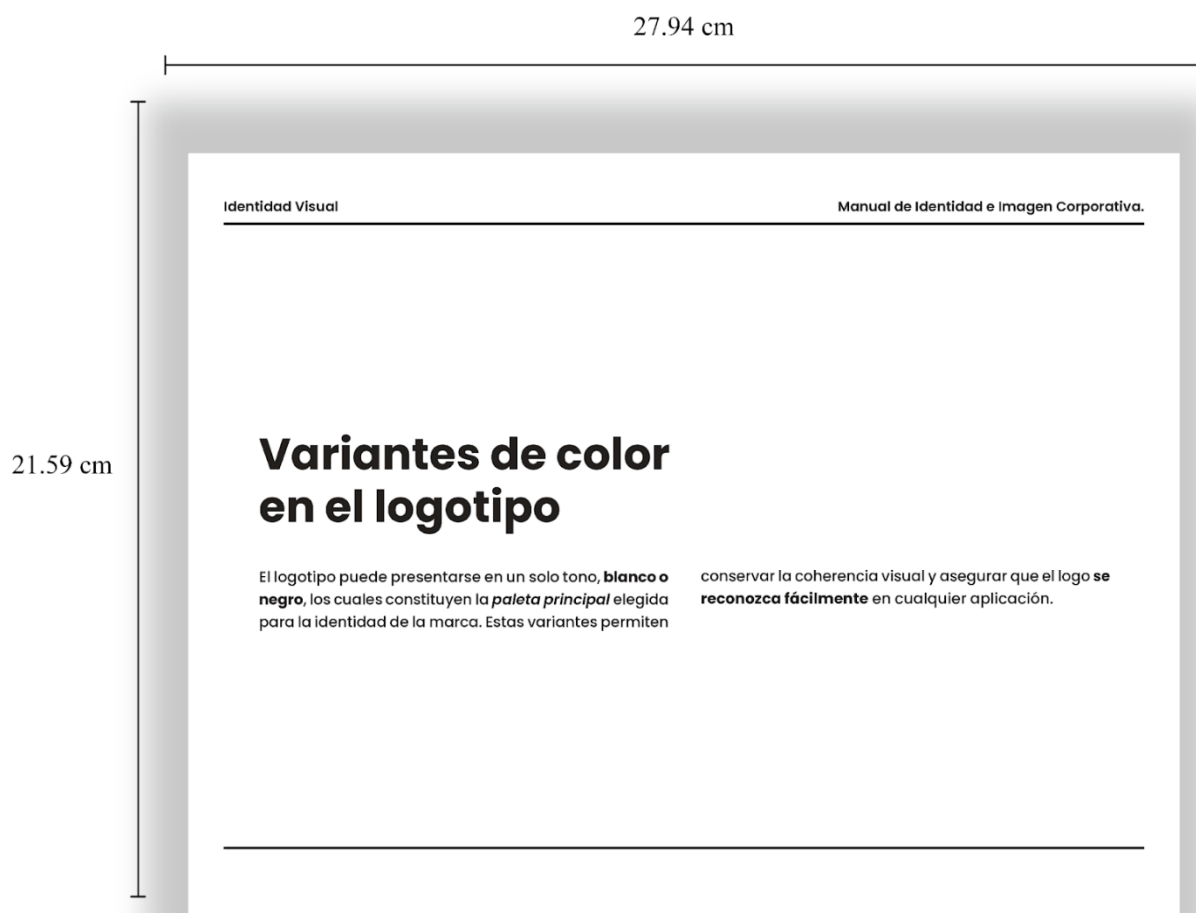 27.94 cm
21.59 cm
Identidad Visual
Manual de Identidad e Imagen Corporativa.
Variantes de color
en el logotipo
El logotipo puede presentarse en un solo tono, blanco o
negro, los cuales constituyen la paleta principal elegida
para la identidad de la marca. Estas variantes permiten
conservar la coherencia visual y asegurar que el logo se
reconozca fácilmente en cualquier aplicación.